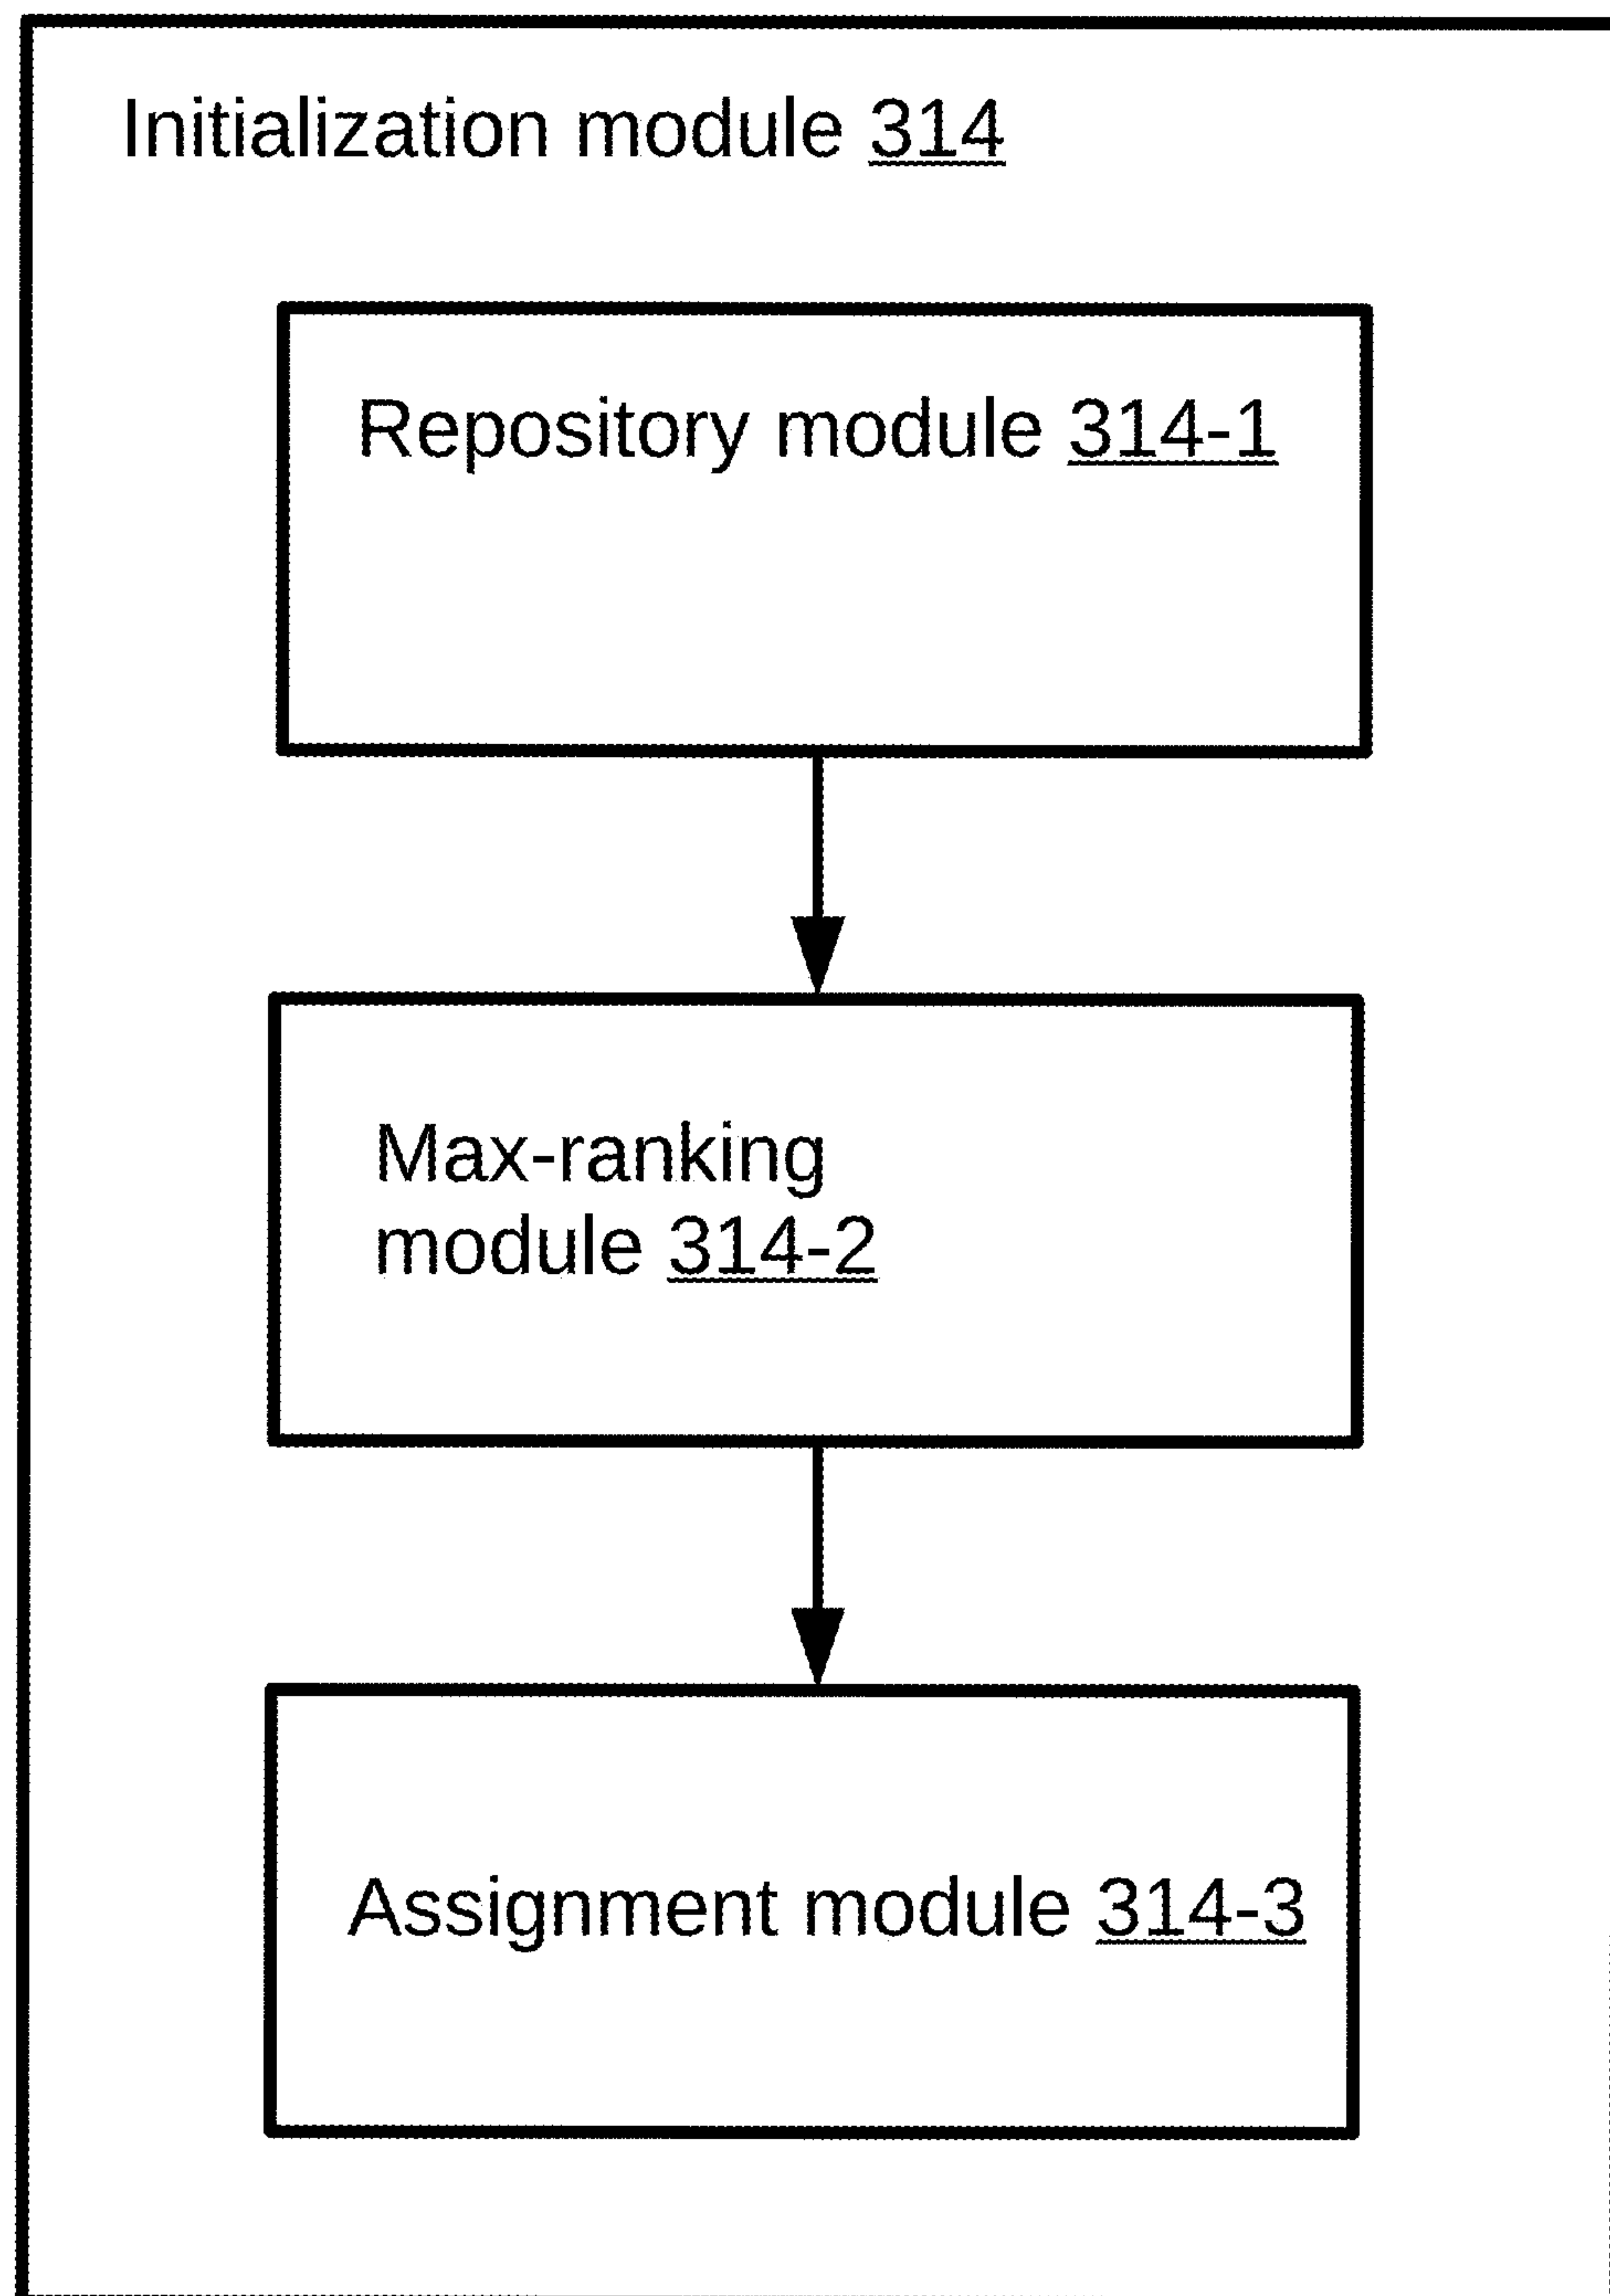 Initialization module 314
Repository module 314-1
Max-ranking
module 314-2
Assignment module 314-3